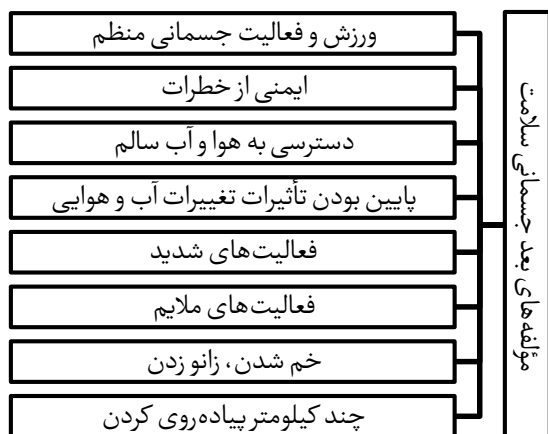 مؤلفه‌های بعد جسمانی سلامت
ورزش و فعالیت جسمانی منظم
ایمنی از خطرات
دسترسی به هوا و آب سالم
پایین بودن تأثیرات تغییرات آب و هوایی
فعالیت‌های شدید
فعالیت‌های ملایم
خم شدن، زانو زدن
چند کیلومتر پیاده‌روی کردن